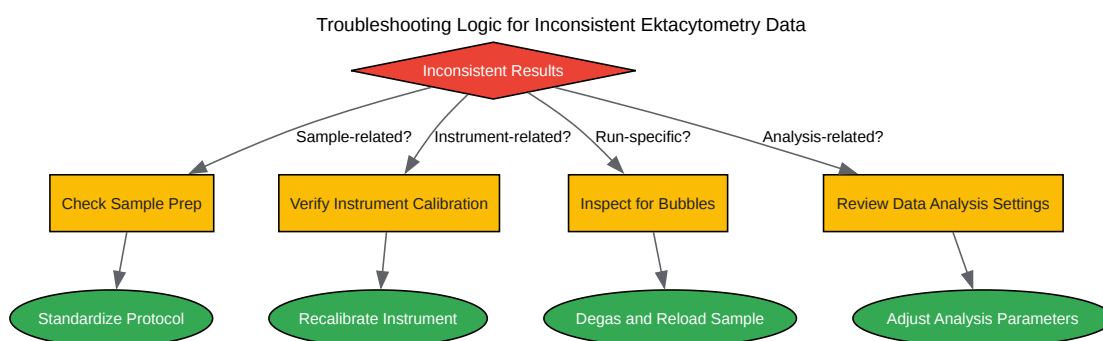 Troubleshooting Logic for Inconsistent Ektacytometry Data
Inconsistent Results
Sample-related?
Instrument-related?
Run-specific?
Analysis-related?
Check Sample Prep
Verify Instrument Calibration
Inspect for Bubbles
Review Data Analysis Settings
Standardize Protocol
Recalibrate Instrument
Degas and Reload Sample
Adjust Analysis Parameters